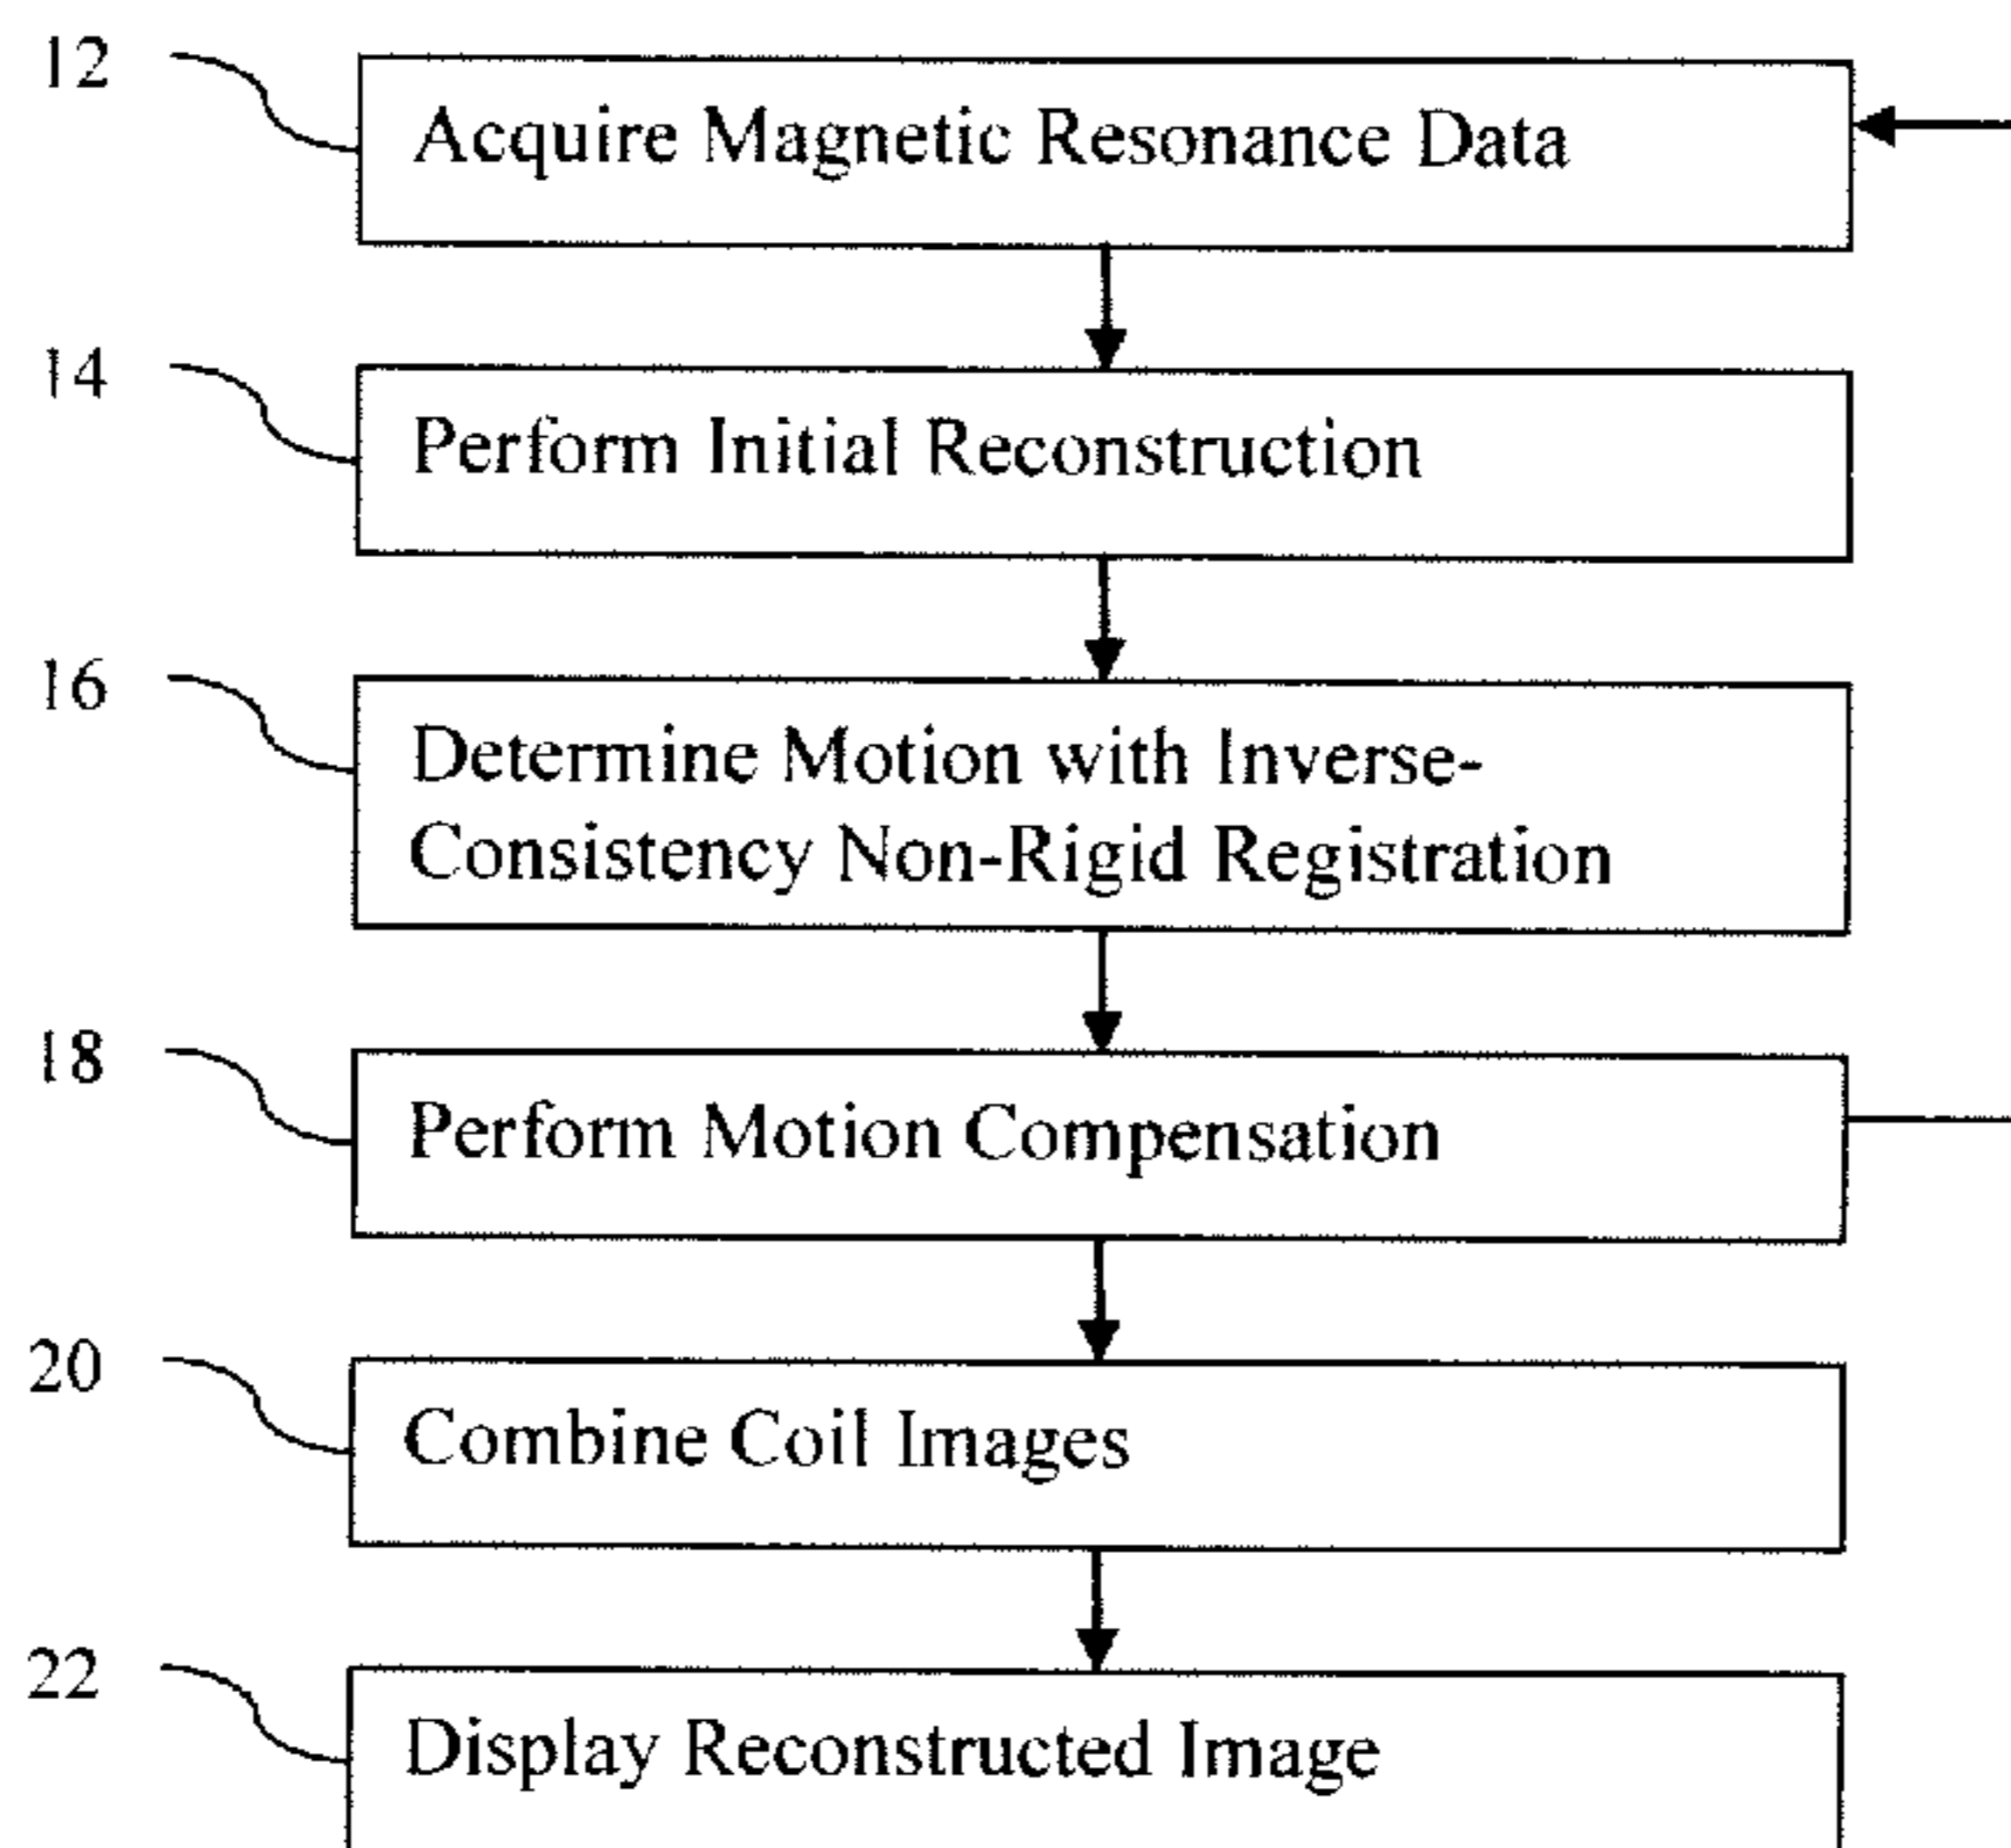 12
Acquire Magnetic Resonance Data
14
Perform Initial Reconstruction
16
Determine Motion with Inverse-
Consistency Non-Rigid Registration
18
Perform Motion Compensation
20
Combine Coil Images
22
Display Reconstructed Image